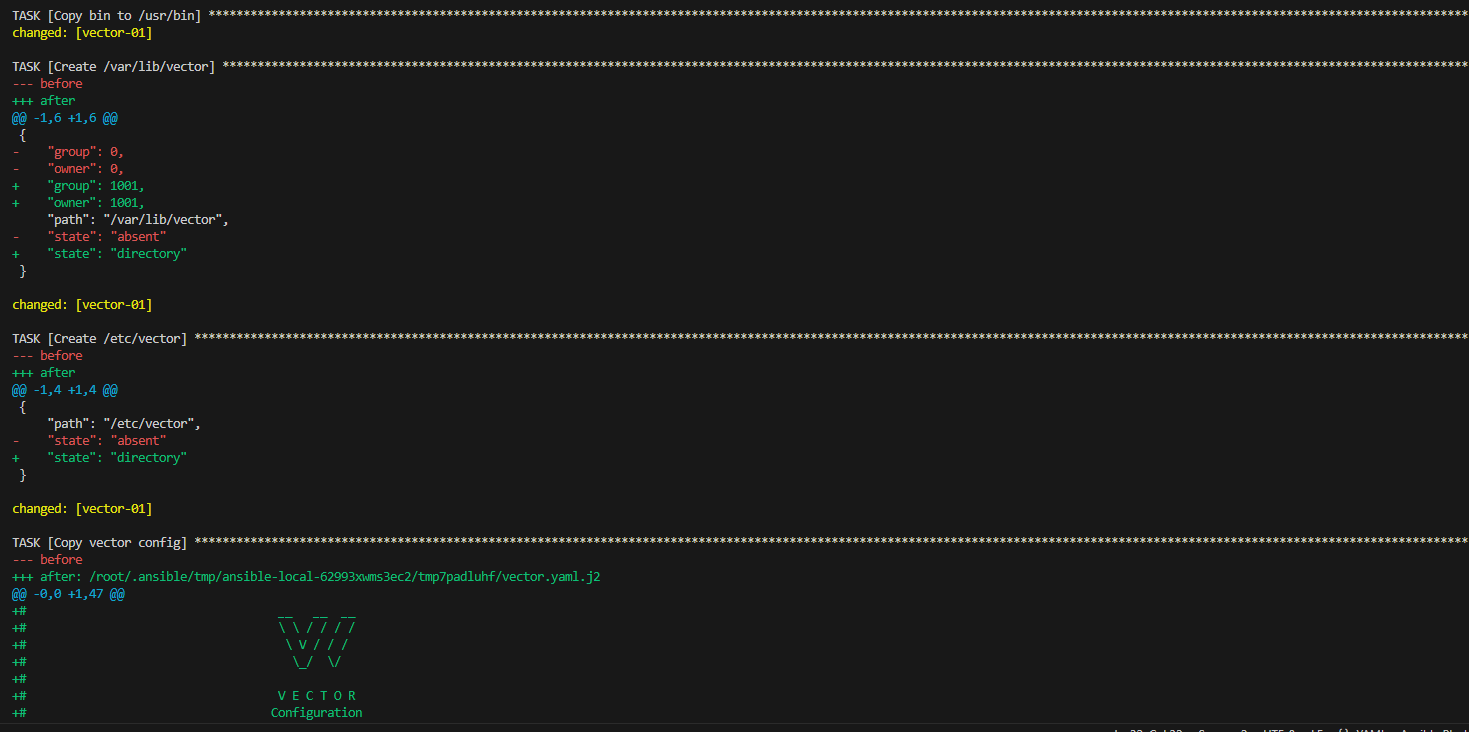 TASK [Copy bin to /usr/bin] ************************************************************************************************************************************************************************************
changed: [vector-01]
TASK [Create /var/lib/vector] **********************************************************************************************************************************************************************************
--- before
+++ after
@@ -1,6 +1,6 @@
{
-    "group": 0,
-    "owner": 0,
+    "group": 1001,
+    "owner": 1001,
"path": "/var/lib/vector",
-    "state": "absent"
+    "state": "directory"
}
changed: [vector-01]
TASK [Create /etc/vector] **************************************************************************************************************************************************************************************
--- before
+++ after
@@ -1,4 +1,4 @@
{
"path": "/etc/vector",
-    "state": "absent"
+    "state": "directory"
}
changed: [vector-01]
TASK [Copy vector config] **************************************************************************************************************************************************************************************
--- before
+++ after: /root/.ansible/tmp/ansible-local-62993xwms3ec2/tmp7padluhf/vector.yaml.j2
@@ -0,0 +1,47 @@
+#                                    __   __  __
+#                                    \ \ / / / /
+#                                     \ V / / /
+#                                      \_/  \/
+#
+#                                    V E C T O R
+#                                   Configuration